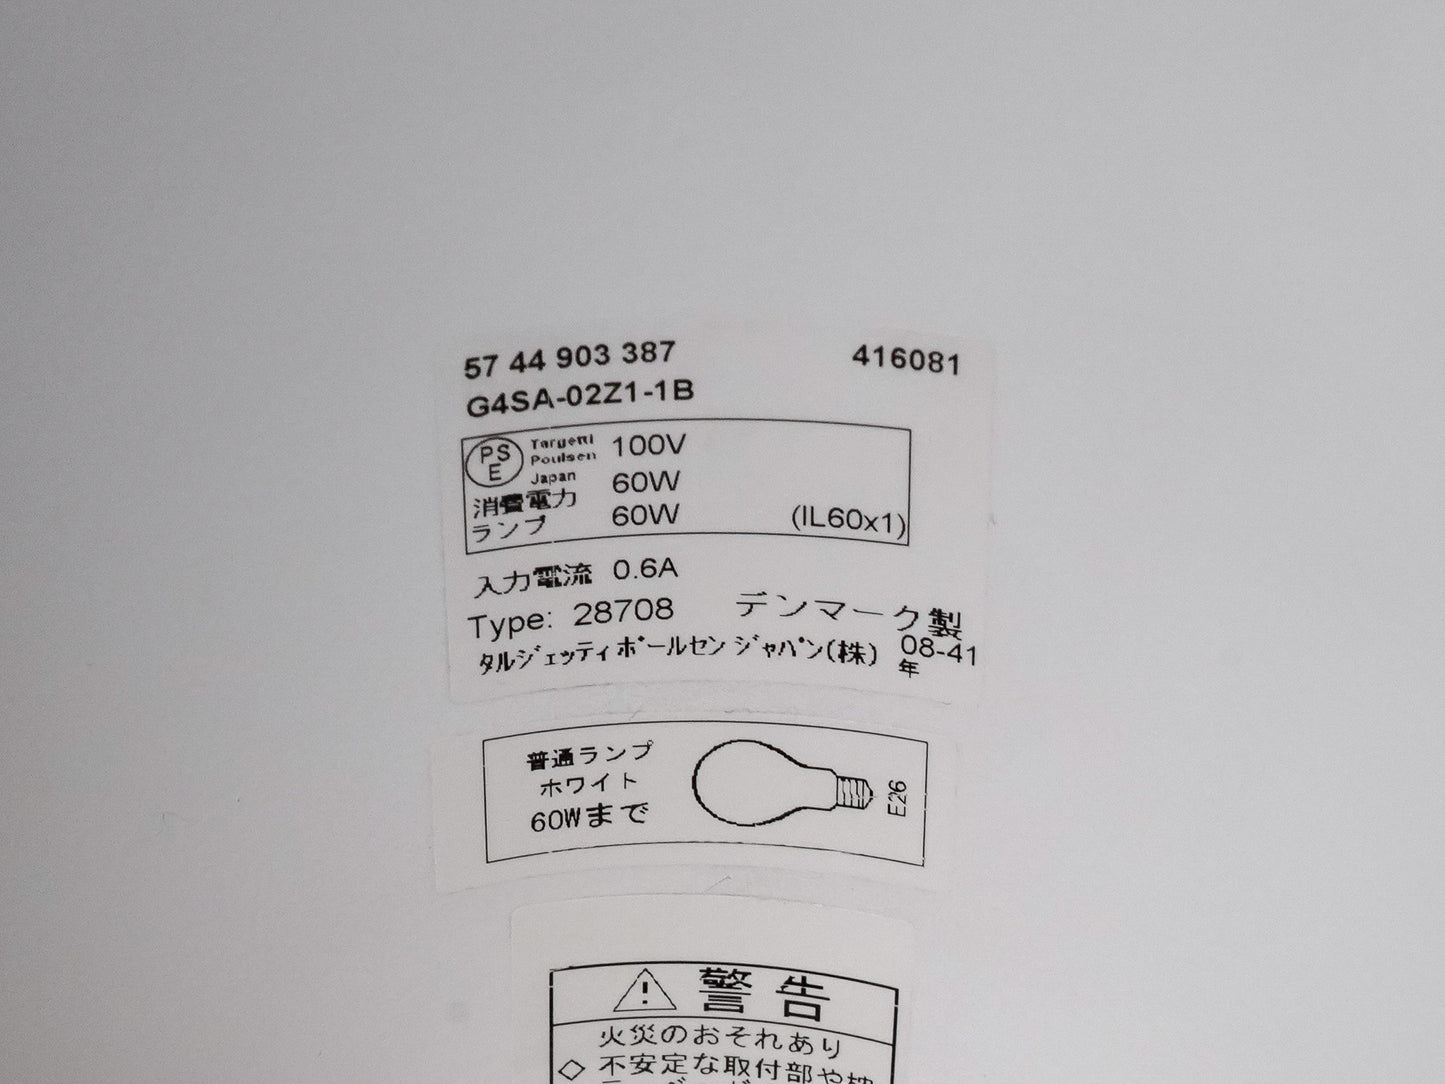 57 44 903 387 416081
G4SA-02Z1-1B
PSE Targetti Poulsen Japan 100V
消費電力 60W
ランプ 60W (IL60x1)
入力電流 0.6A
Type: 28708 デンマーク製
タルジェッティポールセンジャパン(株) 08-41年
普通ランプ
ホワイト
60Wまで
E26
警告
火災のおそれあり
◇ 不安定な取付部や